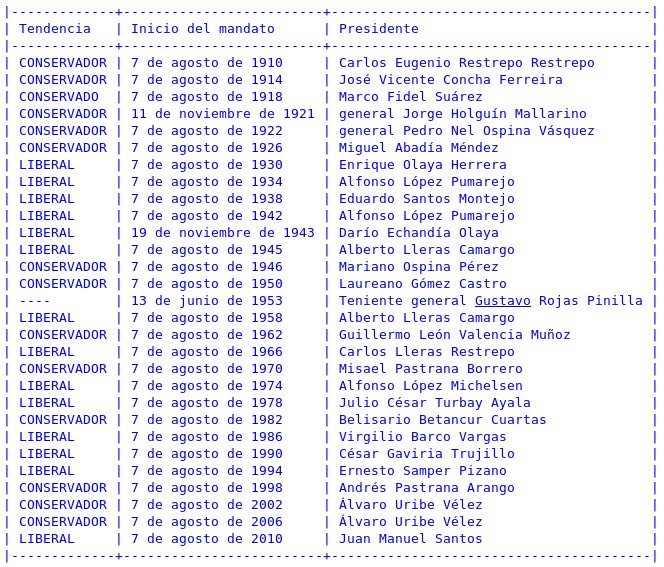 |-------------+-------------------------+----------------------------------------|
| Tendencia   | Inicio del mandato      | Presidente                             |
|-------------+-------------------------+----------------------------------------|
| CONSERVADOR | 7 de agosto de 1910     | Carlos Eugenio Restrepo Restrepo       |
| CONSERVADOR | 7 de agosto de 1914     | José Vicente Concha Ferreira           |
| CONSERVADO  | 7 de agosto de 1918     | Marco Fidel Suárez                     |
| CONSERVADOR | 11 de noviembre de 1921 | general Jorge Holguín Mallarino        |
| CONSERVADOR | 7 de agosto de 1922     | general Pedro Nel Ospina Vásquez       |
| CONSERVADOR | 7 de agosto de 1926     | Miguel Abadía Méndez                   |
| LIBERAL     | 7 de agosto de 1930     | Enrique Olaya Herrera                  |
| LIBERAL     | 7 de agosto de 1934     | Alfonso López Pumarejo                 |
| LIBERAL     | 7 de agosto de 1938     | Eduardo Santos Montejo                 |
| LIBERAL     | 7 de agosto de 1942     | Alfonso López Pumarejo                 |
| LIBERAL     | 19 de noviembre de 1943 | Darío Echandía Olaya                   |
| LIBERAL     | 7 de agosto de 1945     | Alberto Lleras Camargo                 |
| CONSERVADOR | 7 de agosto de 1946     | Mariano Ospina Pérez                   |
| CONSERVADOR | 7 de agosto de 1950     | Laureano Gómez Castro                  |
| ----        | 13 de junio de 1953     | Teniente general Gustavo Rojas Pinilla |
| LIBERAL     | 7 de agosto de 1958     | Alberto Lleras Camargo                 |
| CONSERVADOR | 7 de agosto de 1962     | Guillermo León Valencia Muñoz          |
| LIBERAL     | 7 de agosto de 1966     | Carlos Lleras Restrepo                 |
| CONSERVADOR | 7 de agosto de 1970     | Misael Pastrana Borrero                |
| LIBERAL     | 7 de agosto de 1974     | Alfonso López Michelsen                |
| LIBERAL     | 7 de agosto de 1978     | Julio César Turbay Ayala               |
| CONSERVADOR | 7 de agosto de 1982     | Belisario Betancur Cuartas             |
| LIBERAL     | 7 de agosto de 1986     | Virgilio Barco Vargas                  |
| LIBERAL     | 7 de agosto de 1990     | César Gaviria Trujillo                 |
| LIBERAL     | 7 de agosto de 1994     | Ernesto Samper Pizano                  |
| CONSERVADOR | 7 de agosto de 1998     | Andrés Pastrana Arango                 |
| CONSERVADOR | 7 de agosto de 2002     | Álvaro Uribe Vélez                     |
| CONSERVADOR | 7 de agosto de 2006     | Álvaro Uribe Vélez                     |
| LIBERAL     | 7 de agosto de 2010     | Juan Manuel Santos                     |
|-------------+-------------------------+----------------------------------------|